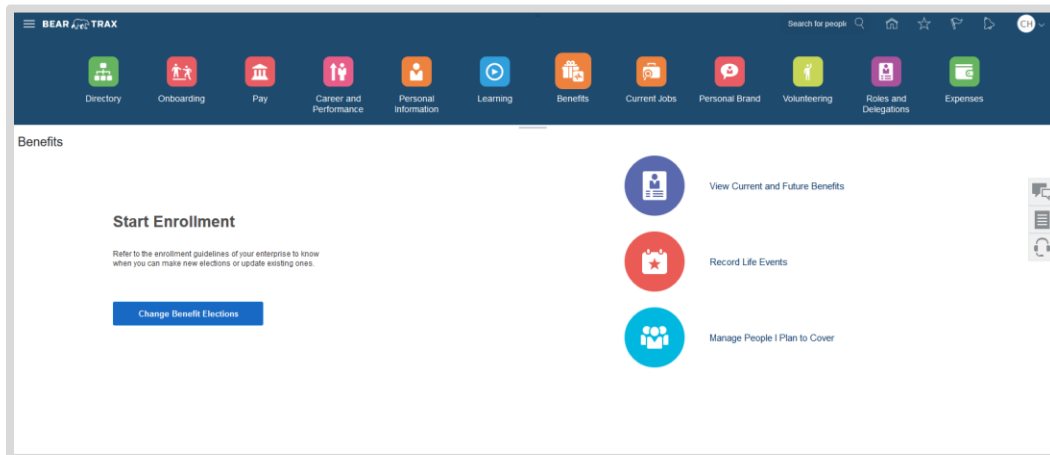 BEAR TRAX
Search for people
CH
Directory
Onboarding
Pay
Career and
Performance
Personal
Information
Learning
Benefits
Current Jobs
Personal Brand
Volunteering
Roles and
Delegations
Expenses
Benefits
View Current and Future Benefits
Start Enrollment
Refer to the enrollment guidelines of your enterprise to know
when you can make new elections or update existing ones.
Record Life Events
Change Benefit Elections
Manage People I Plan to Cover